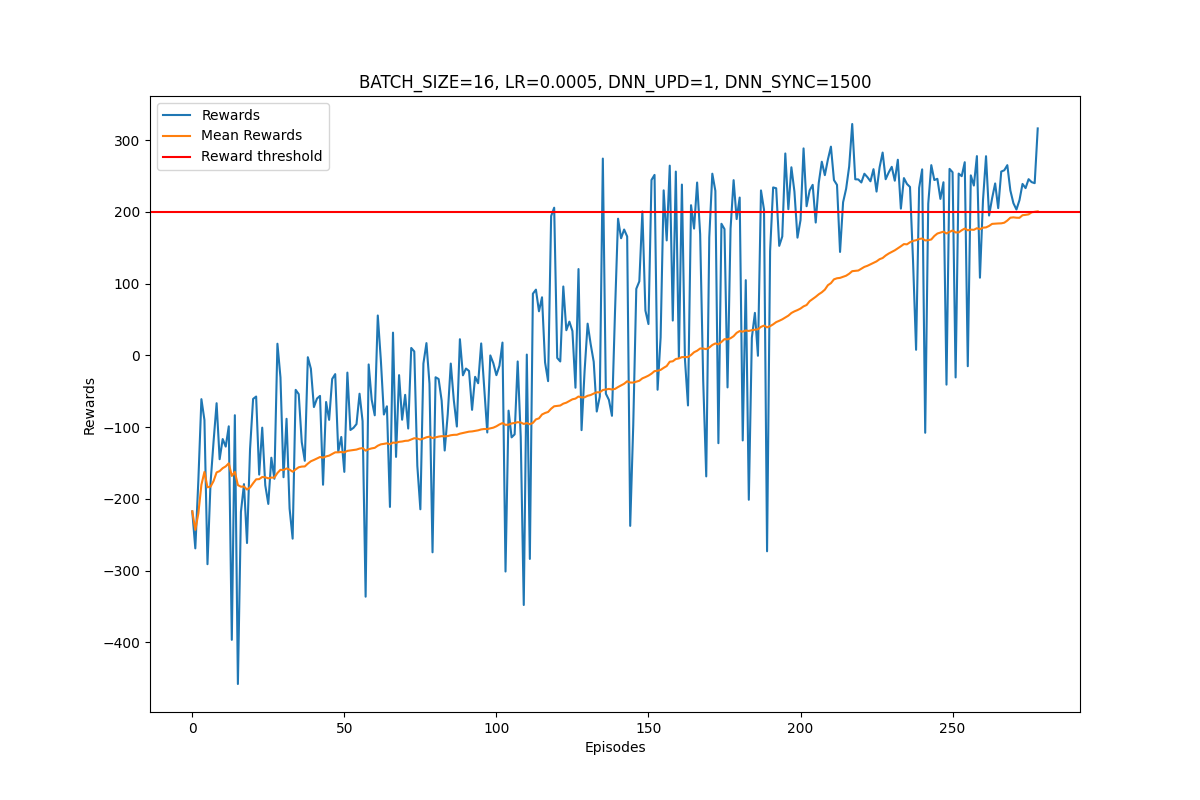 BATCH_SIZE=16, LR=0.0005, DNN_UPD=1, DNN_SYNC=1500
Rewards
Mean Rewards
Reward threshold
300
200
100
0
−100
−200
−300
−400
Rewards
0 50 100 150 200 250
Episodes